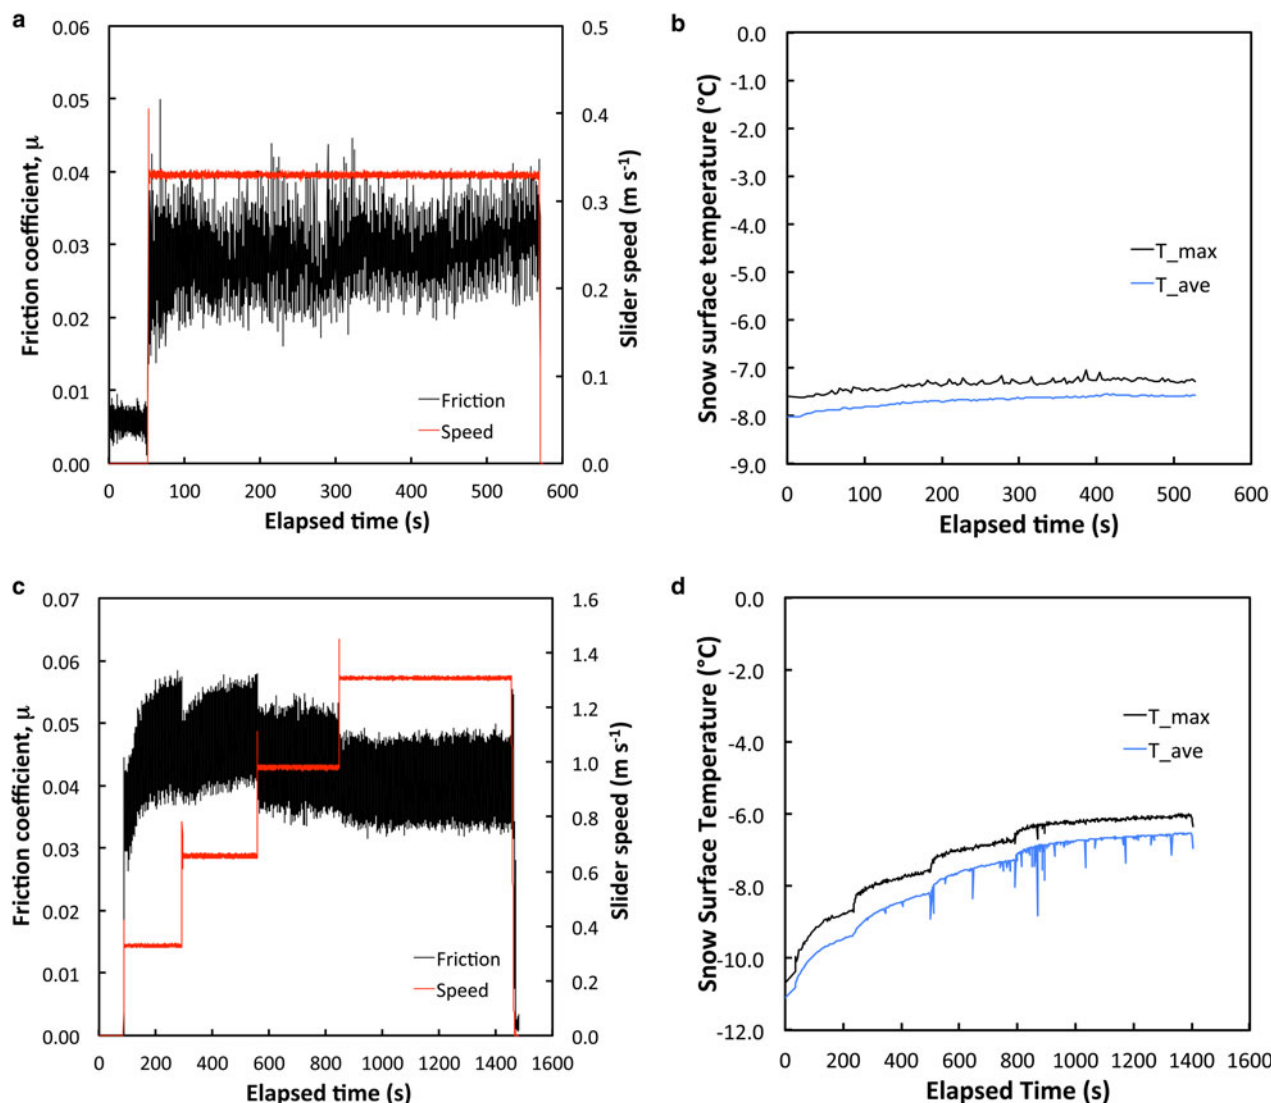 a
0.06
0.05
0.04
0.03
0.02
0.01
0.00
Friction coefficient, μ
0.5
0.4
0.3
0.2
0.1
0.0
Slider speed (m s⁻¹)
Friction
Speed
0 100 200 300 400 500 600
Elapsed time (s)
b
0.0
-1.0
-2.0
-3.0
-4.0
-5.0
-6.0
-7.0
-8.0
-9.0
Snow surface temperature (°C)
T_max
T_ave
0 100 200 300 400 500 600
Elapsed time (s)
c
0.07
0.06
0.05
0.04
0.03
0.02
0.01
0.00
Friction coefficient, μ
1.6
1.4
1.3
1.1
1.0
0.8
0.6
0.5
0.3
0.2
0.0
Slider speed (m s⁻¹)
Friction
Speed
0 200 400 600 800 1000 1200 1400 1600
Elapsed time (s)
d
0.0
-2.0
-4.0
-6.0
-8.0
-10.0
-12.0
Snow Surface Temperature (°C)
T_max
T_ave
0 200 400 600 800 1000 1200 1400 1600
Elapsed Time (s)